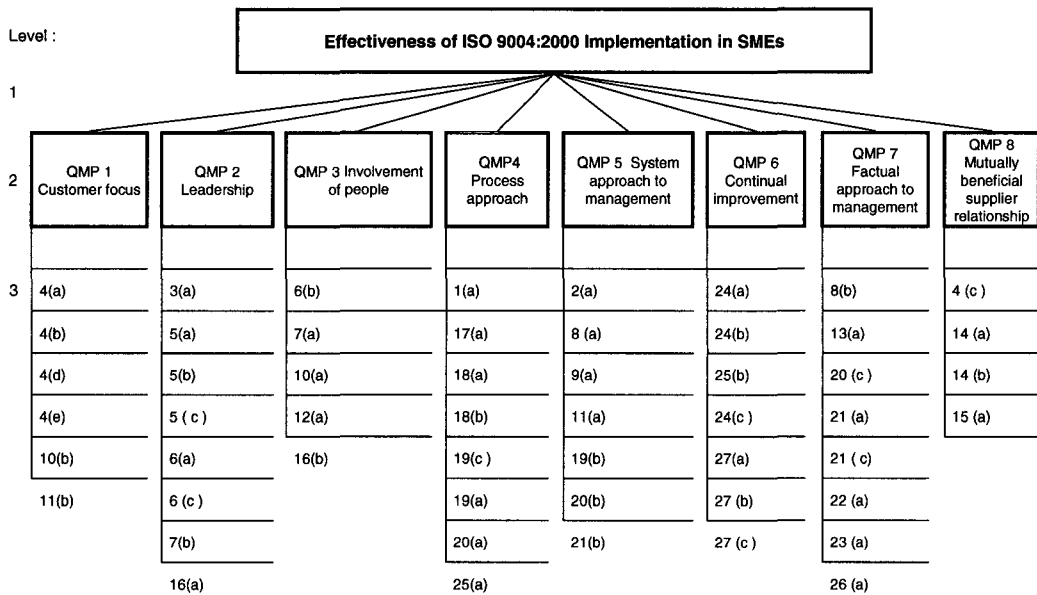 Level :
Effectiveness of ISO 9004:2000 Implementation in SMEs
1
2
QMP 1
Customer focus
QMP 2
Leadership
QMP 3 Involvement
of people
QMP4
Process
approach
QMP 5 System
approach to
management
QMP 6
Continual
improvement
QMP 7
Factual
approach to
management
QMP 8
Mutually
beneficial
supplier
relationship
3
4(a)
4(b)
4(d)
4(e)
10(b)
11(b)
3(a)
5(a)
5(b)
5 ( c )
6(a)
6 (c)
7(b)
16(a)
6(b)
7(a)
10(a)
12(a)
16(b)
1(a)
17(a)
18(a)
18(b)
19(c )
19(a)
20(a)
25(a)
2(a)
8 (a)
9(a)
11(a)
19(b)
20(b)
21(b)
24(a)
24(b)
25(b)
24(c )
27(a)
27 (b)
27 (c)
8(b)
13(a)
20 (c )
21 (a)
21 ( c)
22 (a)
23 (a)
26 (a)
4 (c )
14 (a)
14 (b)
15 (a)